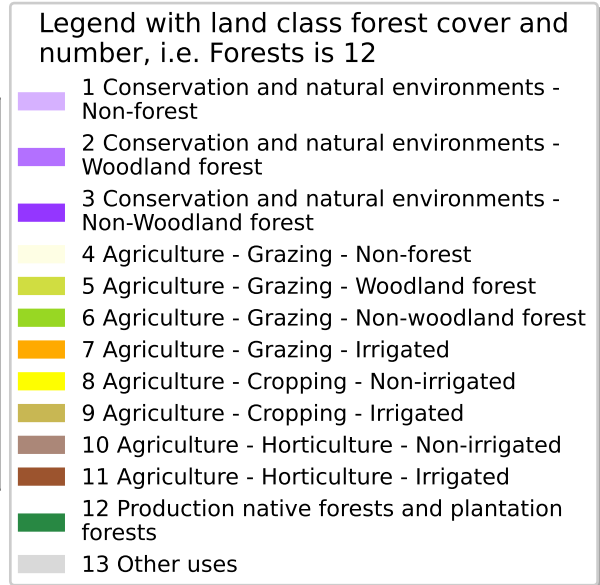 Legend with land class forest cover and
number, i.e. Forests is 12
1 Conservation and natural environments -
Non-forest
2 Conservation and natural environments -
Woodland forest
3 Conservation and natural environments -
Non-Woodland forest
4 Agriculture - Grazing - Non-forest
5 Agriculture - Grazing - Woodland forest
6 Agriculture - Grazing - Non-woodland forest
7 Agriculture - Grazing - Irrigated
8 Agriculture - Cropping - Non-irrigated
9 Agriculture - Cropping - Irrigated
10 Agriculture - Horticulture - Non-irrigated
11 Agriculture - Horticulture - Irrigated
12 Production native forests and plantation
forests
13 Other uses